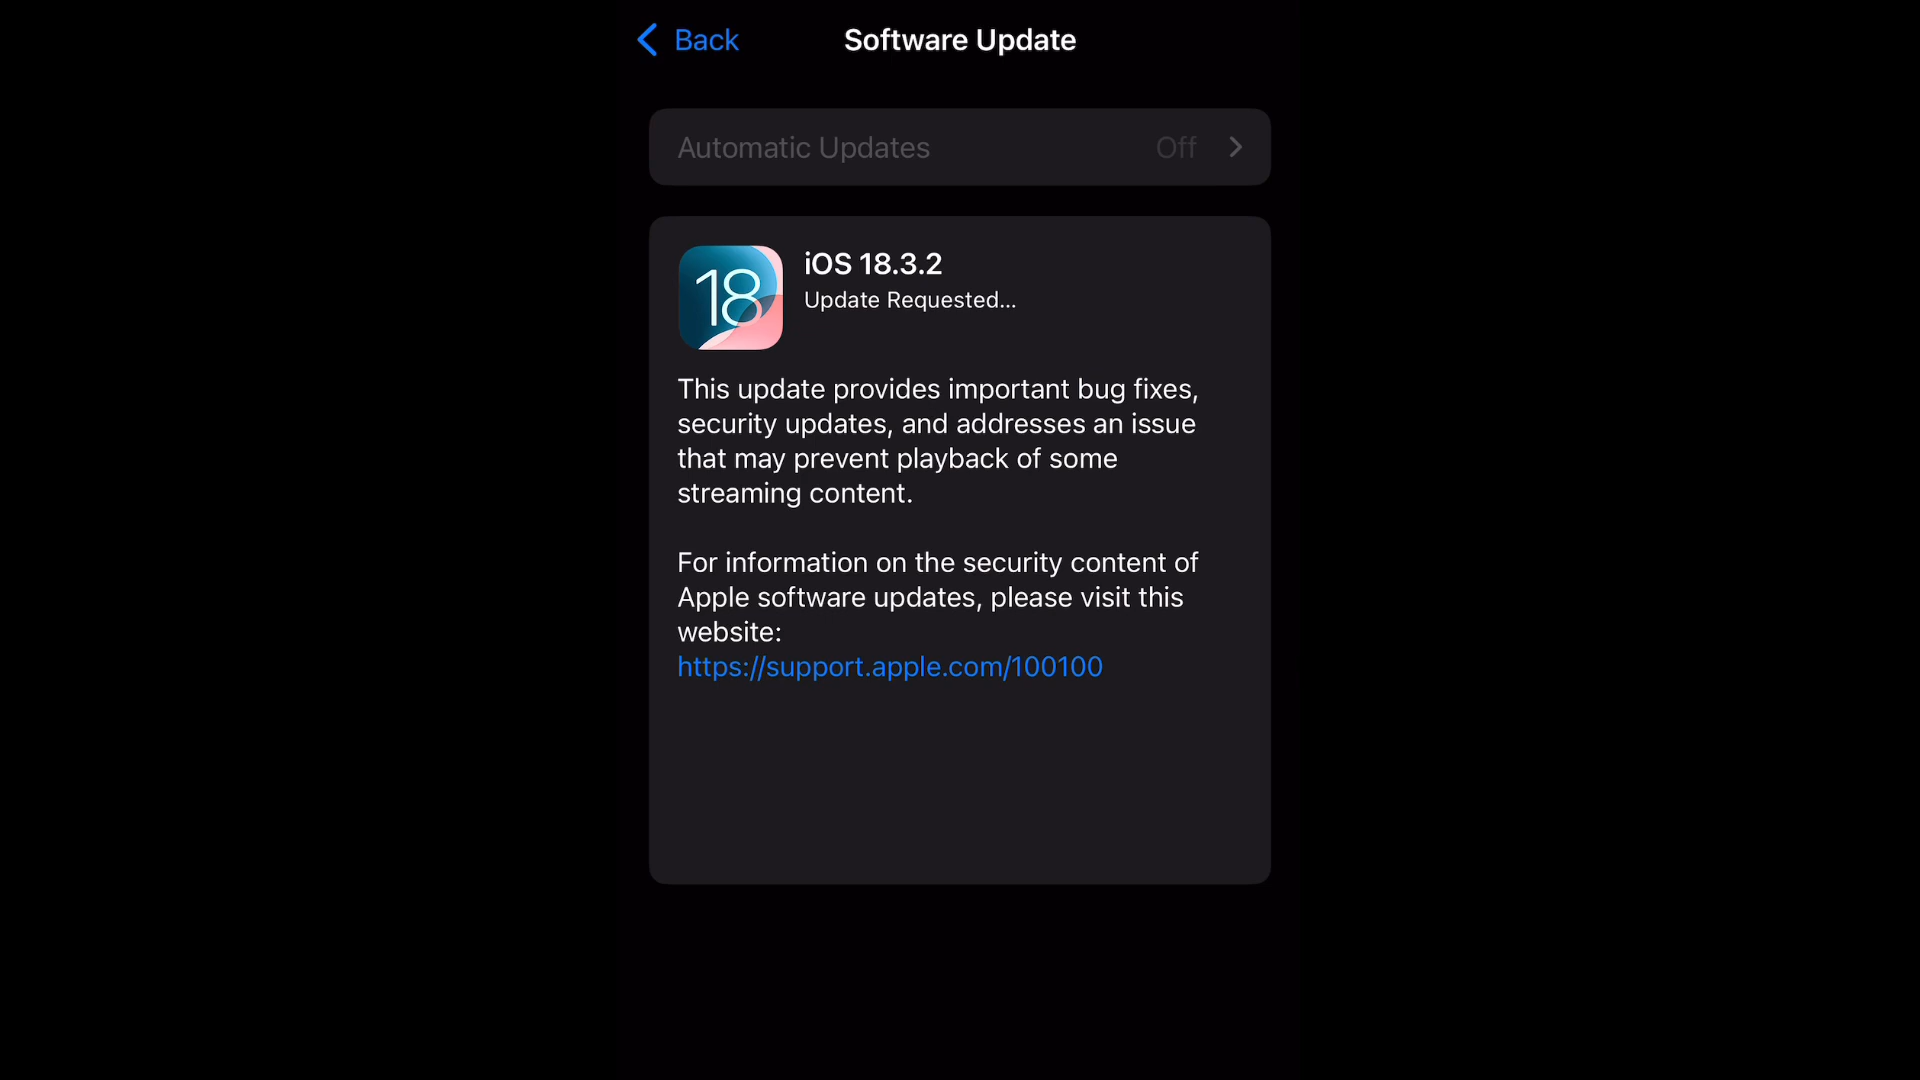 Back
Software Update
Automatic Updates Off
18
iOS 18.3.2
Update Requested...
This update provides important bug fixes,
security updates, and addresses an issue
that may prevent playback of some
streaming content.
For information on the security content of
Apple software updates, please visit this
website:
https://support.apple.com/100100